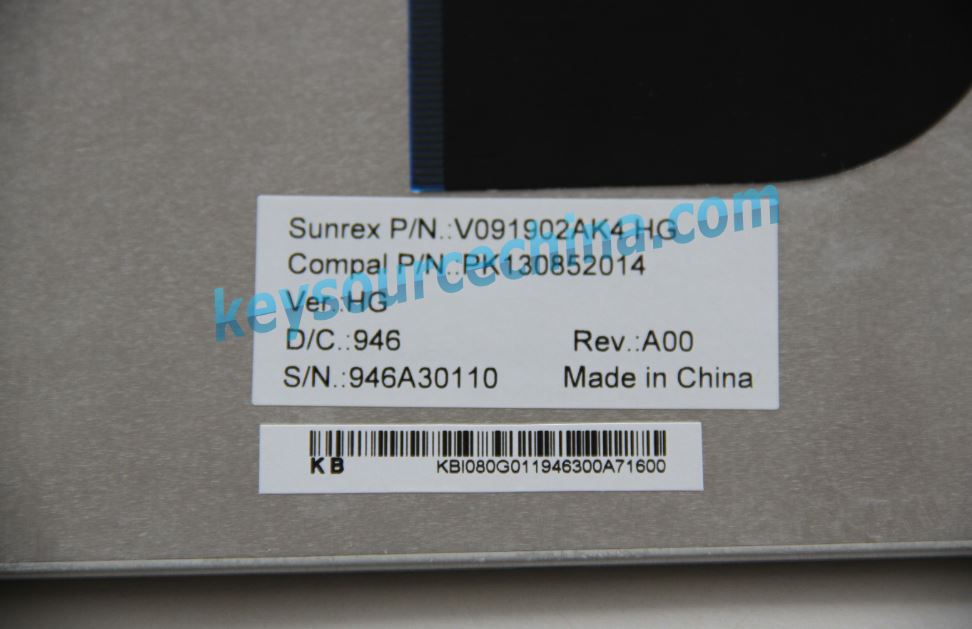 Sunrex P/N.:V091902AK4 HG
Compal P/N.:PK130852014
Ver.:HG
keysourcechina.com
D/C.:946 Rev.:A00
S/N.:946A30110 Made in China
KB KBI080G011946300A71600